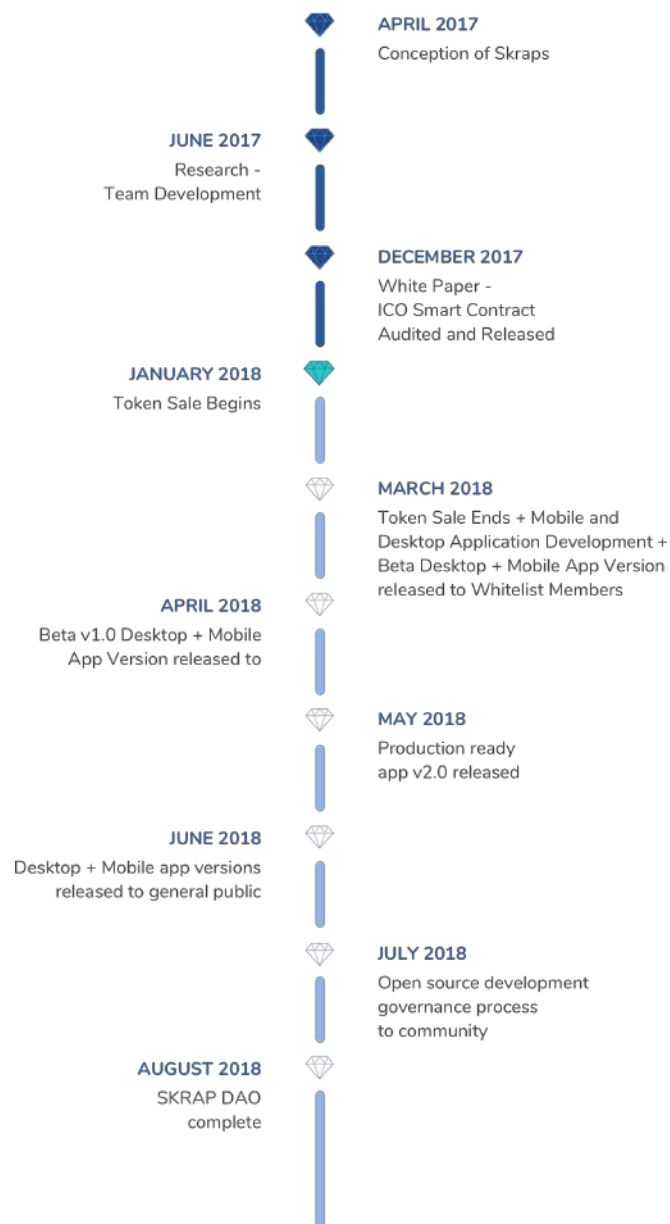 APRIL 2017
Conception of Skraps
JUNE 2017
Research -
Team Development
DECEMBER 2017
White Paper -
ICO Smart Contract
Audited and Released
JANUARY 2018
Token Sale Begins
MARCH 2018
Token Sale Ends + Mobile and
Desktop Application Development +
Beta Desktop + Mobile App Version
released to Whitelist Members
APRIL 2018
Beta v1.0 Desktop + Mobile
App Version released to
MAY 2018
Production ready
app v2.0 released
JUNE 2018
Desktop + Mobile app versions
released to general public
JULY 2018
Open source development
governance process
to community
AUGUST 2018
SKRAP DAO
complete